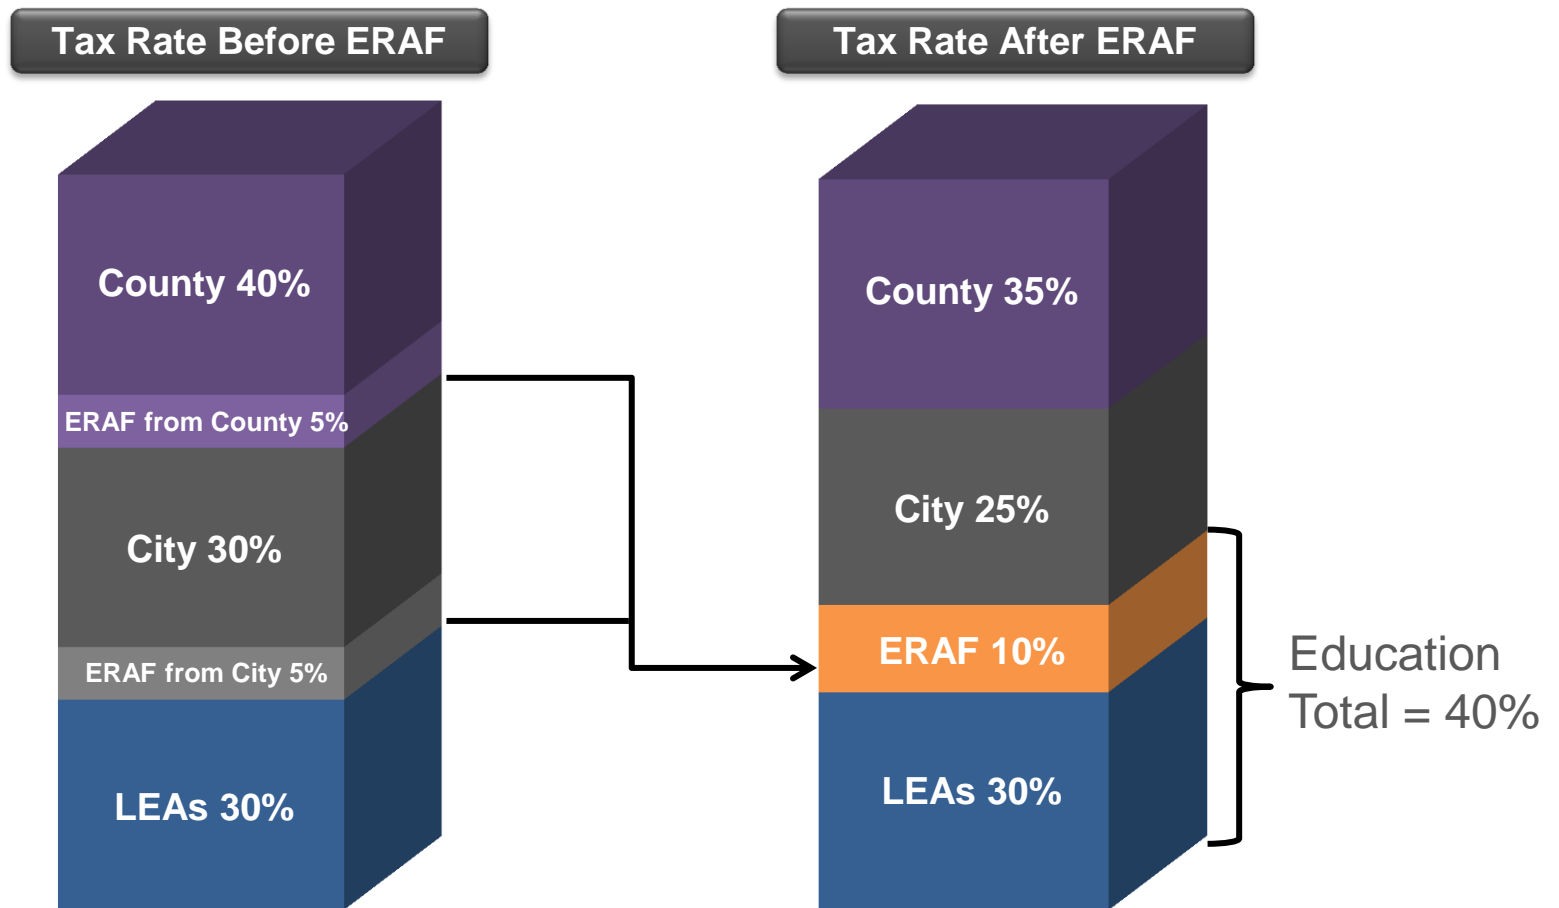 Tax Rate Before ERAF
Tax Rate After ERAF
County 40%
ERAF from County 5%
City 30%
ERAF from City 5%
LEAs 30%
County 35%
City 25%
ERAF 10%
LEAs 30%
Education
Total = 40%